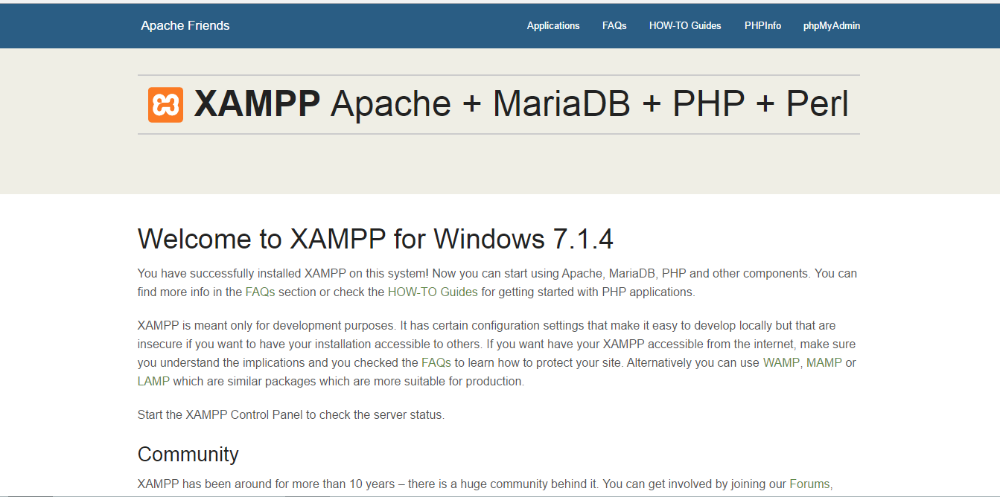 Apache Friends
Applications FAQs HOW-TO Guides PHPInfo phpMyAdmin
XAMPP Apache + MariaDB + PHP + Perl
Welcome to XAMPP for Windows 7.1.4
You have successfully installed XAMPP on this system! Now you can start using Apache, MariaDB, PHP and other components. You can
find more info in the FAQs section or check the HOW-TO Guides for getting started with PHP applications.
XAMPP is meant only for development purposes. It has certain configuration settings that make it easy to develop locally but that are
insecure if you want to have your installation accessible to others. If you want have your XAMPP accessible from the internet, make sure
you understand the implications and you checked the FAQs to learn how to protect your site. Alternatively you can use WAMP, MAMP or
LAMP which are similar packages which are more suitable for production.
Start the XAMPP Control Panel to check the server status.
Community
XAMPP has been around for more than 10 years – there is a huge community behind it. You can get involved by joining our Forums,